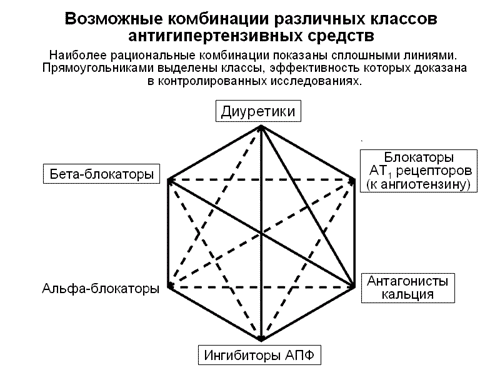 Возможные комбинации различных классов
антигипертензивных средств
Наиболее рациональные комбинации показаны сплошными линиями.
Прямоугольниками выделены классы, эффективность которых доказана
в контролированных исследованиях.
Диуретики
Бета-блокаторы
Блокаторы
АТ1 рецепторов
(к ангиотензину)
Альфа-блокаторы
Антагонисты
кальция
Ингибиторы АПФ